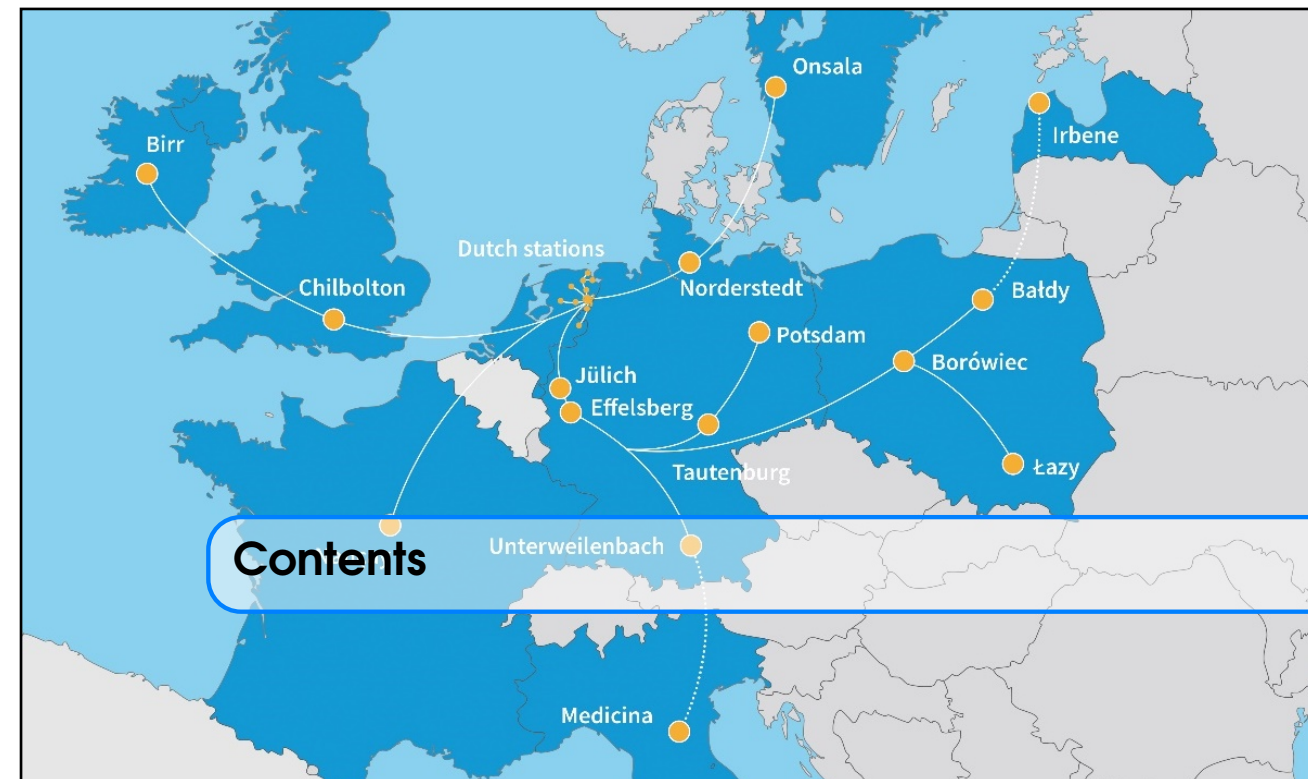 Onsala
Birr
Irbene
Dutch stations
Chilbolton
Norderstedt
Bałdy
Potsdam
Borówiec
Jülich
Effelsberg
Tautenburg
Łazy
Contents
Unterweilenbach
Medicina